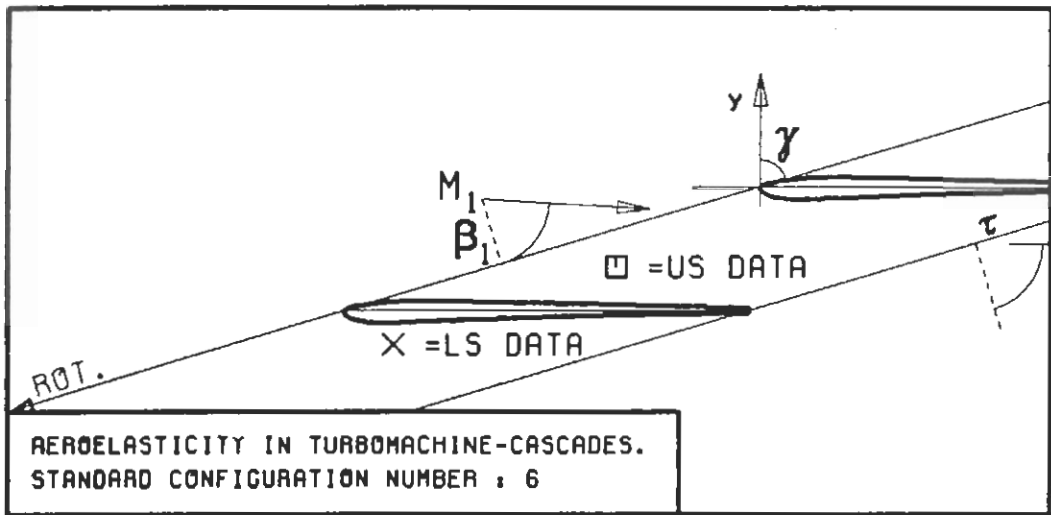 y
γ
M₁
β₁
τ
□ =US DATA
× =LS DATA
ROT.
AEROELASTICITY IN TURBOMACHINE-CASCADES.
STANDARD CONFIGURATION NUMBER : 6